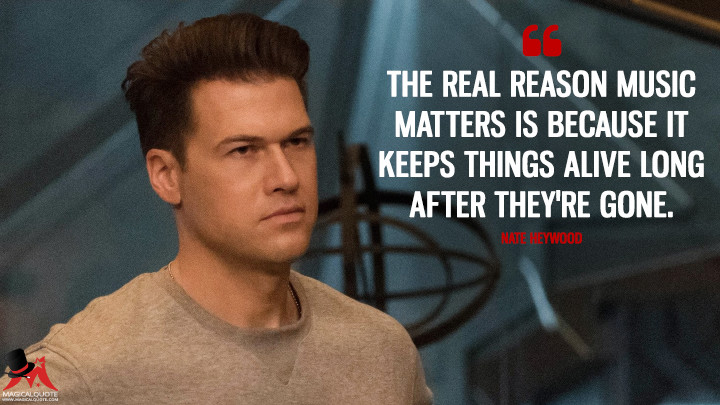 THE REAL REASON MUSIC
MATTERS IS BECAUSE IT
KEEPS THINGS ALIVE LONG
AFTER THEY'RE GONE.
NATE HEYWOOD
MAGICALQUOTE
WWW.MAGICALQUOTE.COM